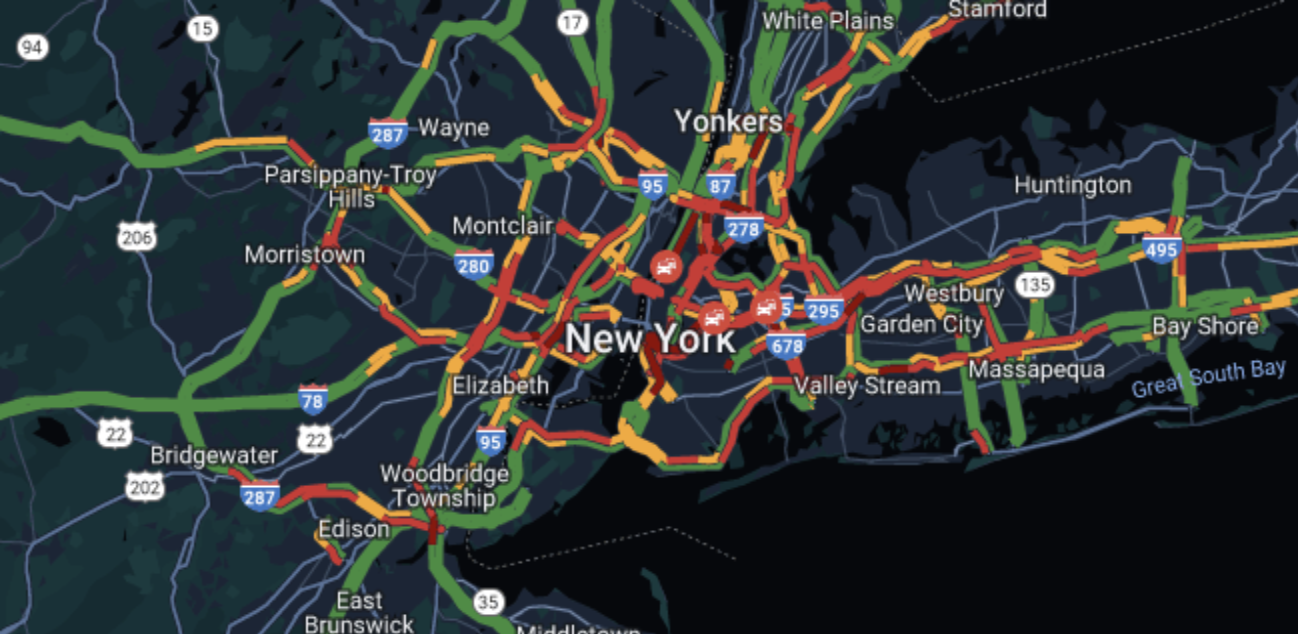 Stamford
White Plains
17
15
94
Yonkers
287
Wayne
Parsippany-Troy
Hills
95
87
Huntington
206
Montclair
278
Morristown
280
495
135
Westbury
5
295
Garden City
Bay Shore
New York
678
Massapequa
Great South Bay
Elizabeth
Valley Stream
78
22
22
95
Bridgewater
Woodbridge
Township
202
287
Edison
East
Brunswick
35
Middletown